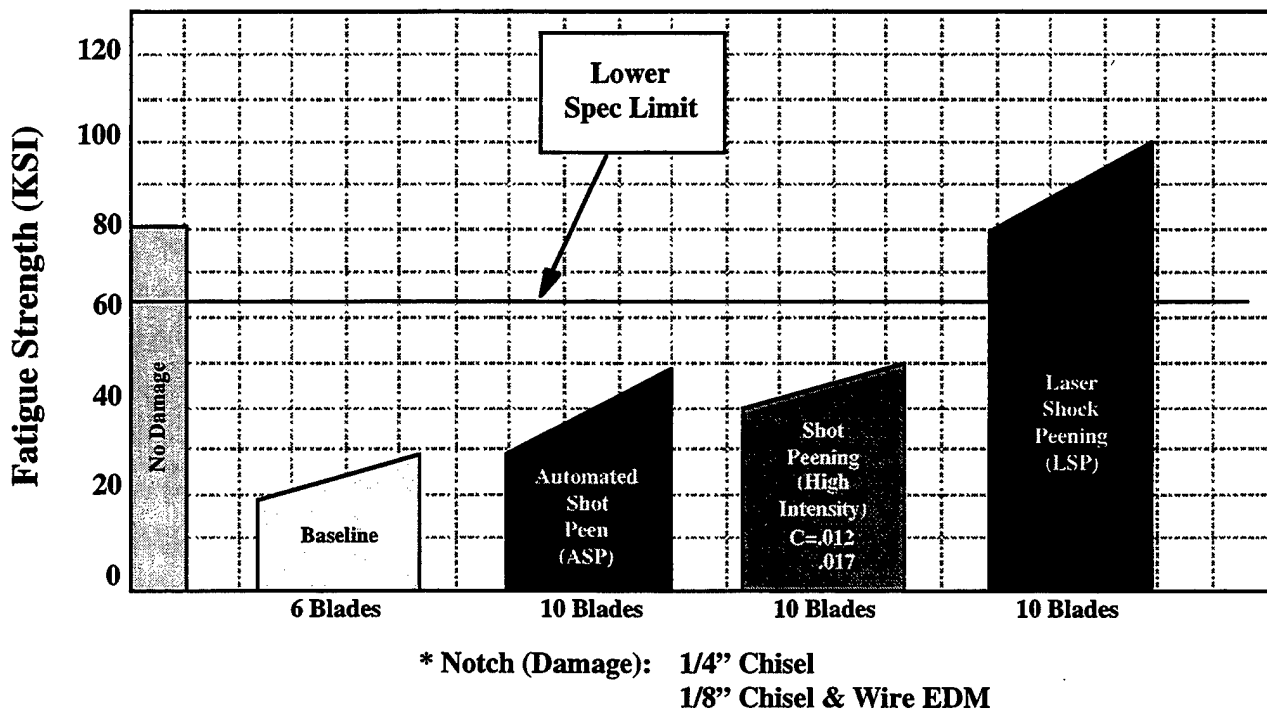 Fatigue Strength (KSI)
120
100
80
60
40
20
0
Lower
Spec Limit
No Damage
Baseline
Automated
Shot
Peen
(ASP)
Shot
Peening
(High
Intensity)
C=.012
.017
Laser
Shock
Peening
(LSP)
6 Blades
10 Blades
10 Blades
10 Blades
* Notch (Damage): 1/4” Chisel
1/8” Chisel & Wire EDM